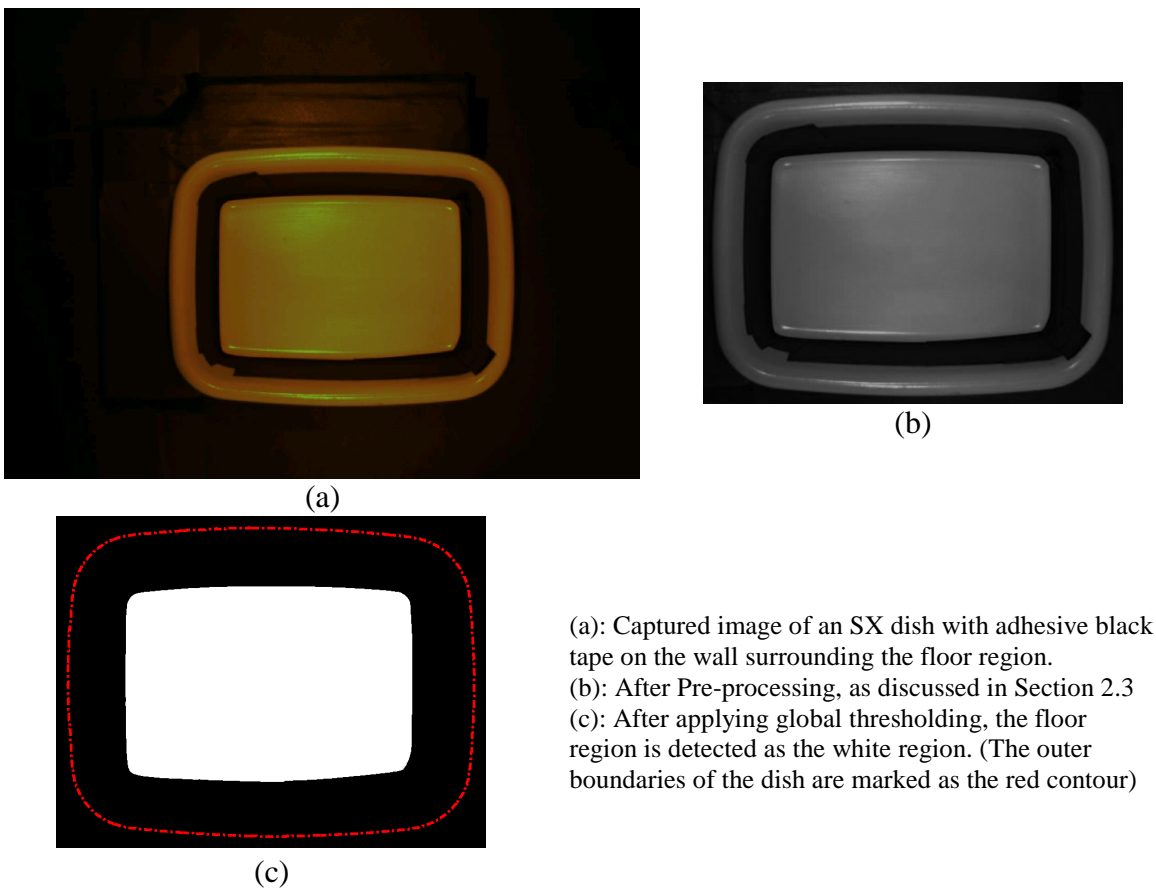 (a)
(b)
(c)
(a): Captured image of an SX dish with adhesive black
tape on the wall surrounding the floor region.
(b): After Pre-processing, as discussed in Section 2.3
(c): After applying global thresholding, the floor
region is detected as the white region. (The outer
boundaries of the dish are marked as the red contour)